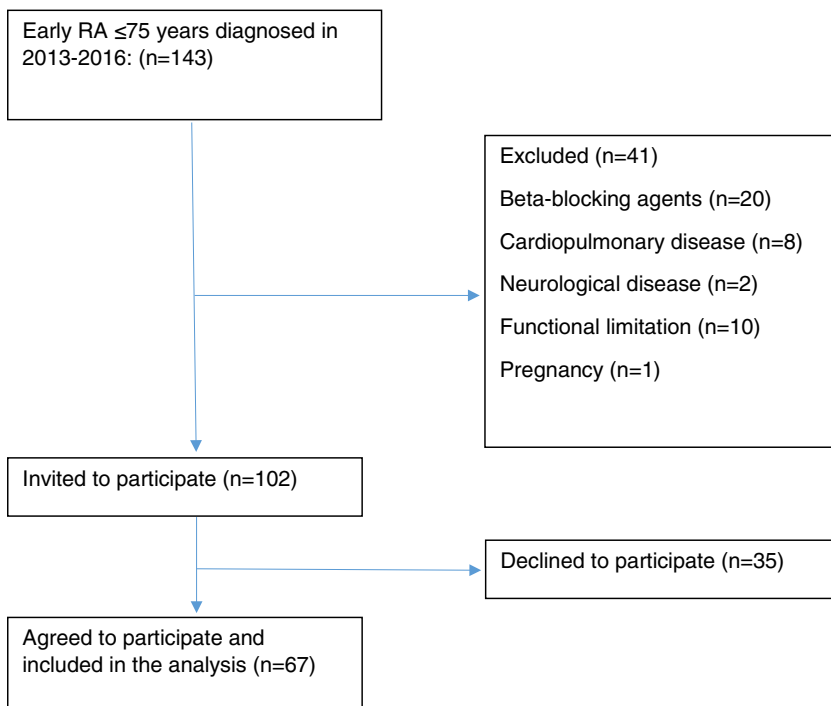 Early RA ≤75 years diagnosed in
2013-2016: (n=143)
Excluded (n=41)
Beta-blocking agents (n=20)
Cardiopulmonary disease (n=8)
Neurological disease (n=2)
Functional limitation (n=10)
Pregnancy (n=1)
Invited to participate (n=102)
Declined to participate (n=35)
Agreed to participate and
included in the analysis (n=67)